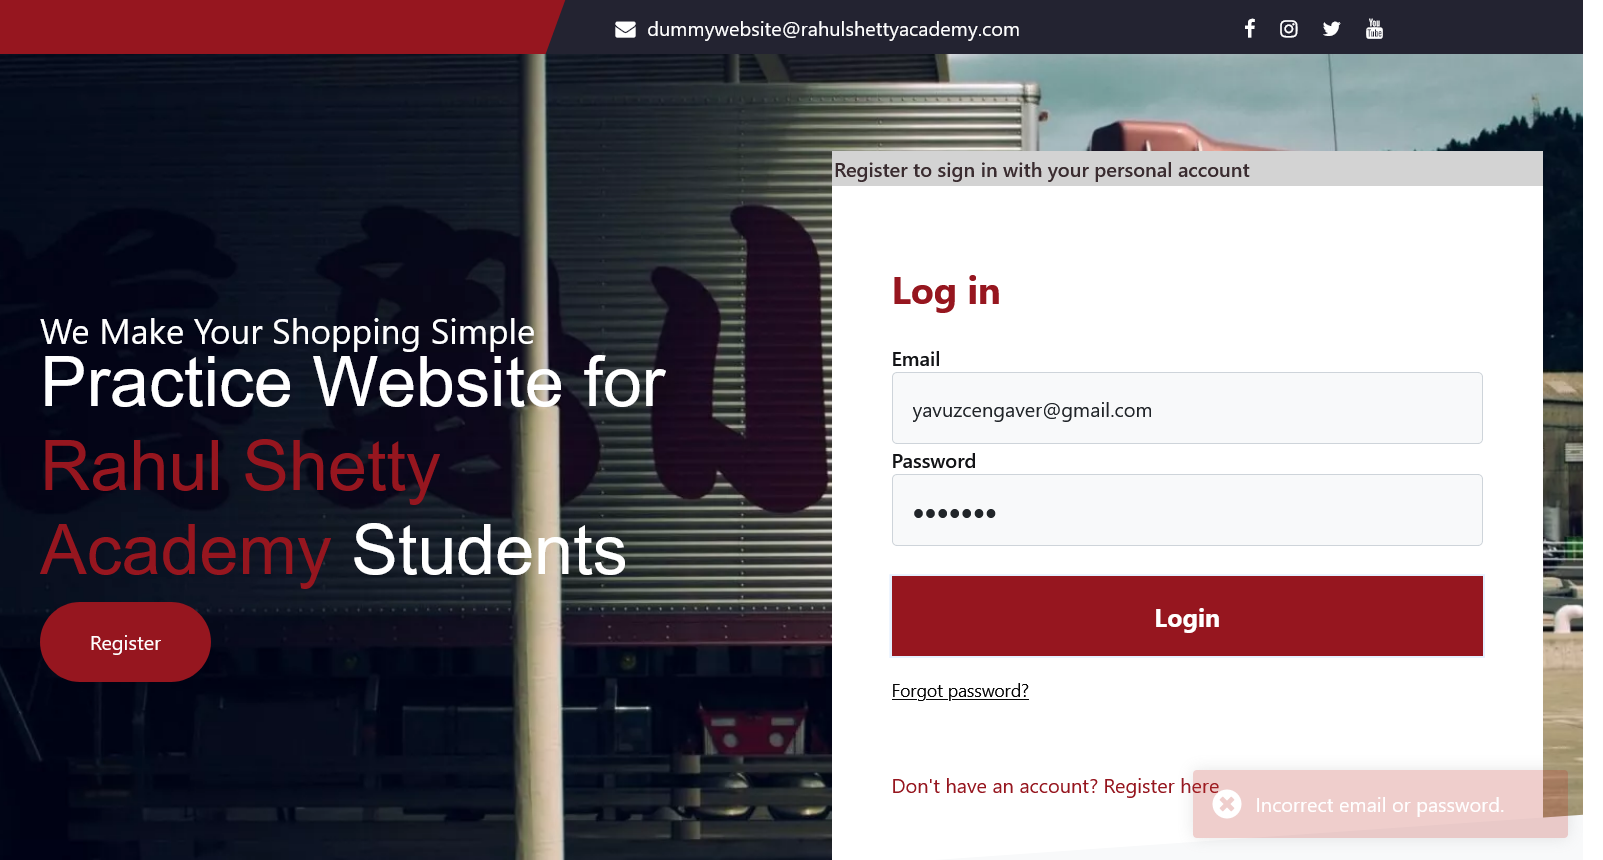 dummywebsite@rahulshettyacademy.com
Register to sign in with your personal account
We Make Your Shopping Simple
Practice Website for
Rahul Shetty
Academy Students
Register
Log in
Email
yavuzcengaver@gmail.com
Password
•••••••
Login
Forgot password?
Don't have an account? Register here
Incorrect email or password.